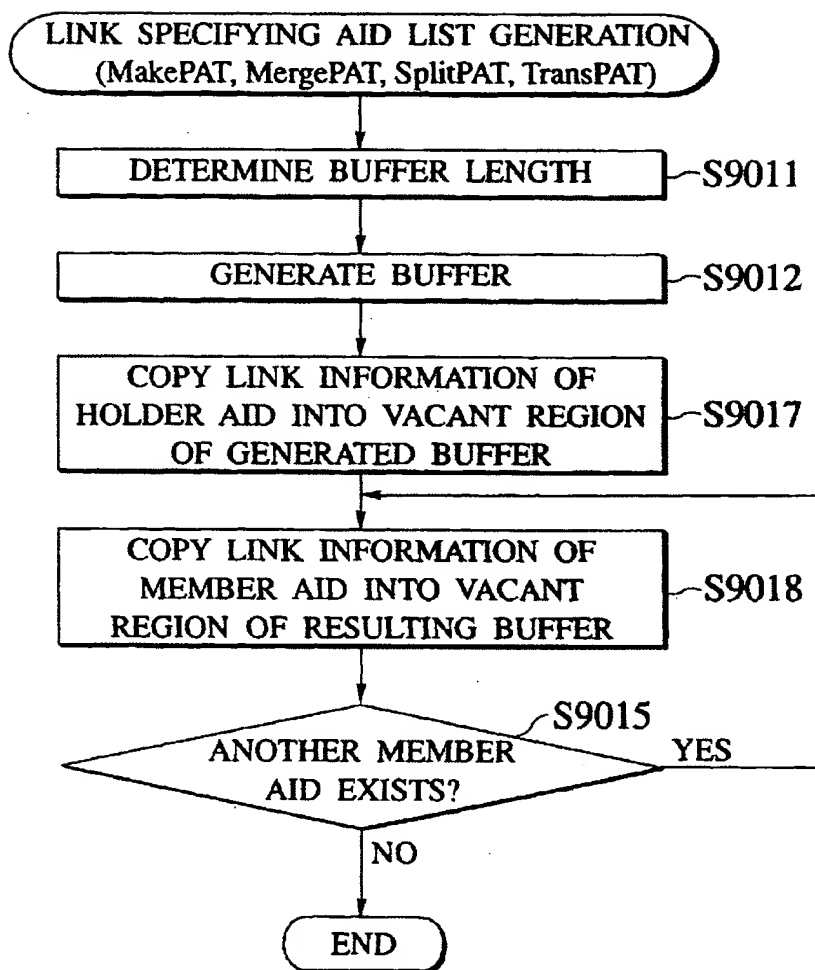 LINK SPECIFYING AID LIST GENERATION
(MakePAT, MergePAT, SplitPAT, TransPAT)
DETERMINE BUFFER LENGTH
S9011
GENERATE BUFFER
S9012
COPY LINK INFORMATION OF
HOLDER AID INTO VACANT REGION
OF GENERATED BUFFER
S9017
COPY LINK INFORMATION OF
MEMBER AID INTO VACANT
REGION OF RESULTING BUFFER
S9018
S9015
ANOTHER MEMBER
AID EXISTS?
YES
NO
END